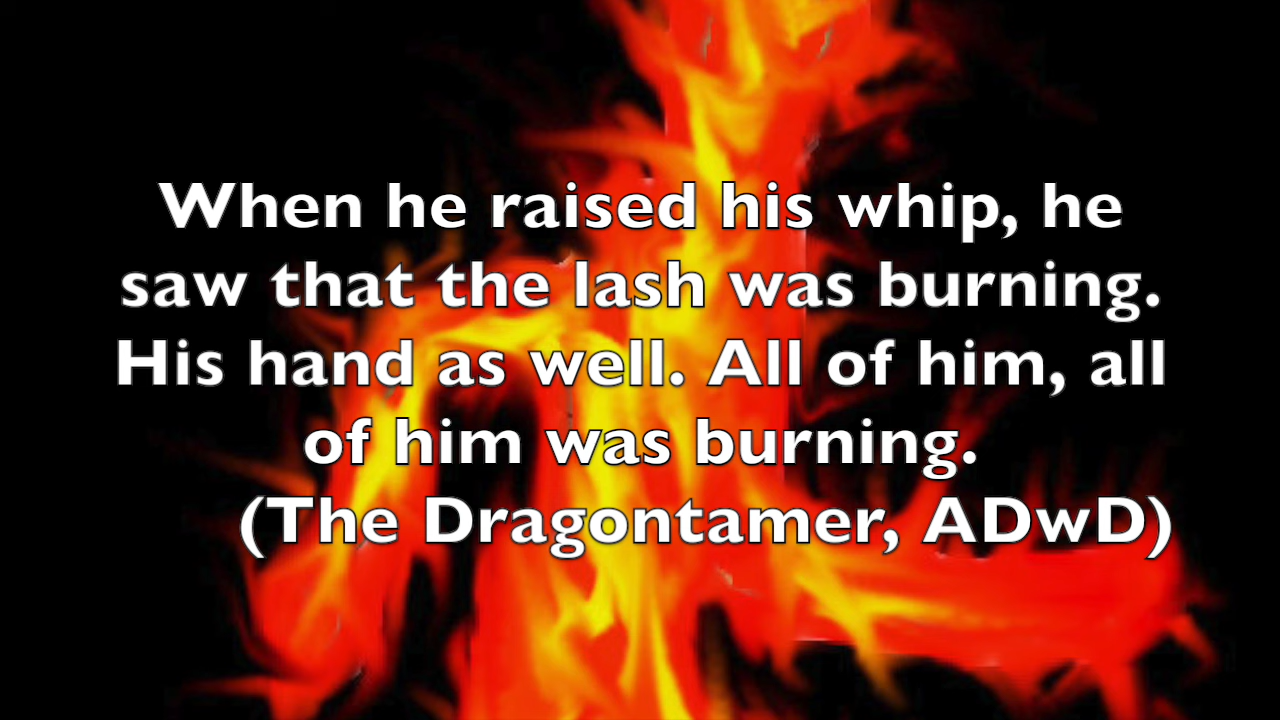 When he raised his whip, he
saw that the lash was burning.
His hand as well. All of him, all
of him was burning.
(The Dragontamer, ADwD)